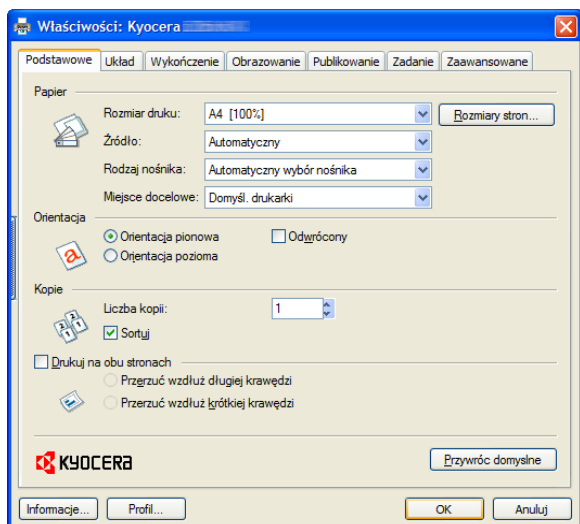 Właściwości: Kyocera
Podstawowe Układ Wykończenie Obrazowanie Publikowanie Zadanie Zaawansowane
Papier
Rozmiar druku: A4 [100%] Rozmiary stron...
Źródło: Automatyczny
Rodzaj nośnika: Automatyczny wybór nośnika
Miejsce docelowe: Domyśl. drukarki
Orientacja
Orientacja pionowa Odwrócony
Orientacja pozioma
Kopie
Liczba kopii: 1
Sortuj
Drukuj na obu stronach
Przerzuć wzdłuż długiej krawędzi
Przerzuć wzdłuż krótkiej krawędzi
KYOCERA Przywróc domyslne
Informacje... Profil... OK Anuluj